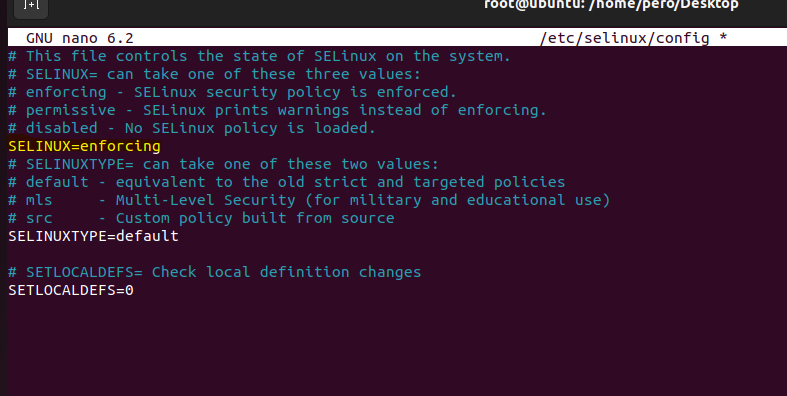 root@ubuntu: /home/pero/Desktop
GNU nano 6.2 /etc/selinux/config *
# This file controls the state of SELinux on the system.
# SELINUX= can take one of these three values:
# enforcing - SELinux security policy is enforced.
# permissive - SELinux prints warnings instead of enforcing.
# disabled - No SELinux policy is loaded.
SELINUX=enforcing
# SELINUXTYPE= can take one of these two values:
# default - equivalent to the old strict and targeted policies
# mls     - Multi-Level Security (for military and educational use)
# src     - Custom policy built from source
SELINUXTYPE=default
# SETLOCALDEFS= Check local definition changes
SETLOCALDEFS=0